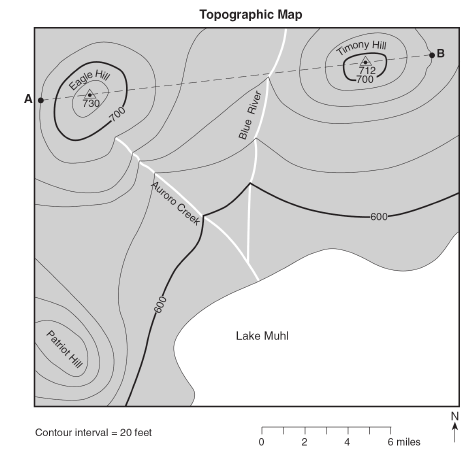 Topographic Map
Timony Hill
B
712
700
Eagle Hill
A
730
700
Blue River
Auroro Creek
600
600
Patriot Hill
Lake Muhl
Contour interval = 20 feet
N
0 2 4 6 miles